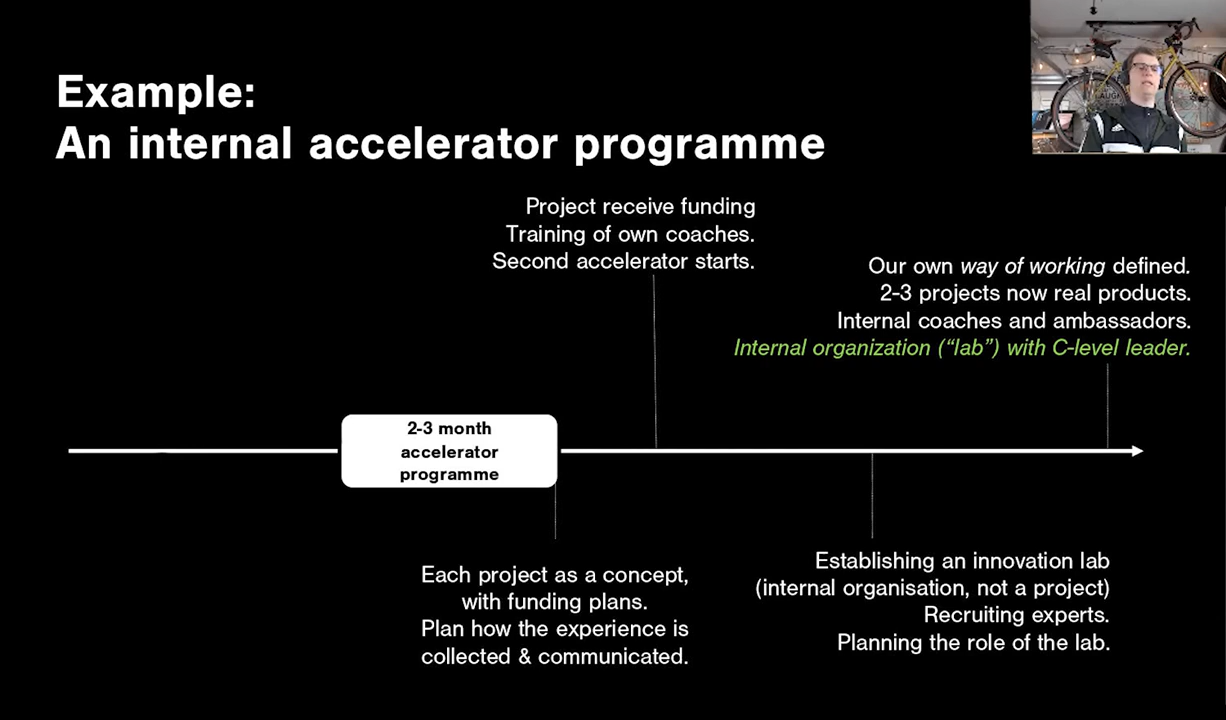 Example:
An internal accelerator programme
Project receive funding
Training of own coaches.
Second accelerator starts.
Our own way of working defined.
2-3 projects now real products.
Internal coaches and ambassadors.
Internal organization (“lab”) with C-level leader.
2-3 month
accelerator
programme
Each project as a concept,
with funding plans.
Plan how the experience is
collected & communicated.
Establishing an innovation lab
(internal organisation, not a project)
Recruiting experts.
Planning the role of the lab.